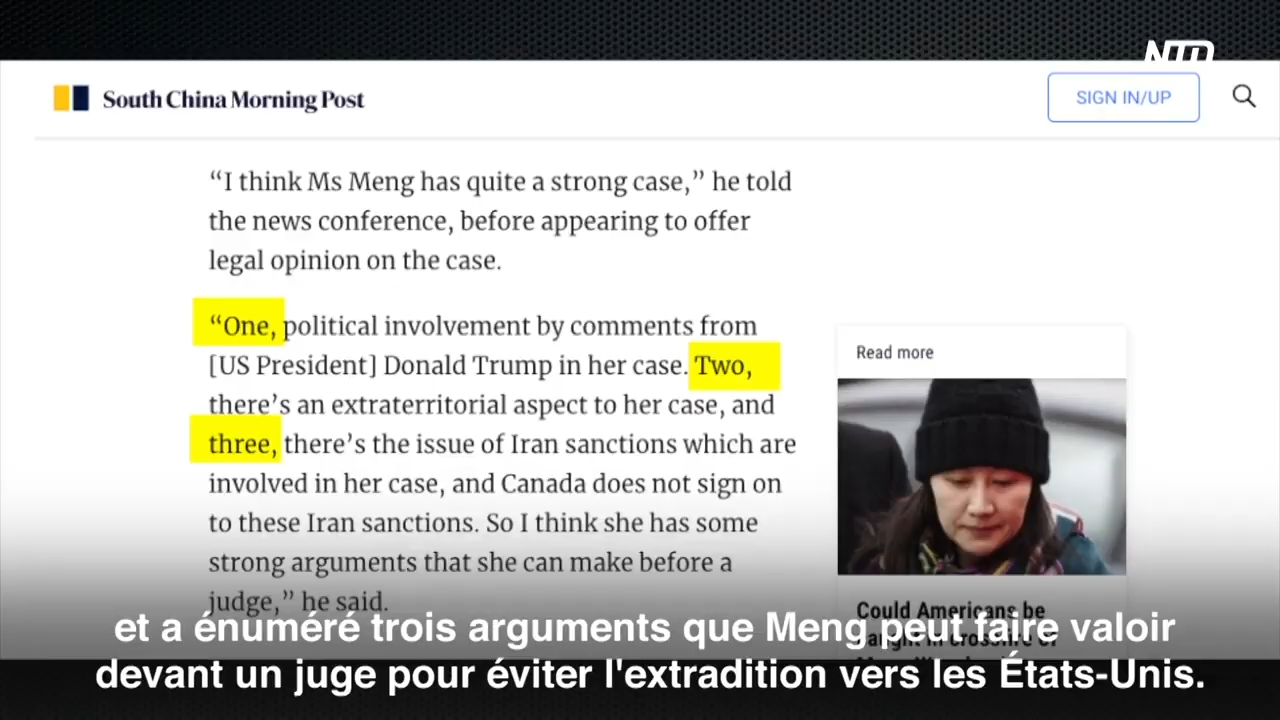 NTD
South China Morning Post
SIGN IN/UP
“I think Ms Meng has quite a strong case,” he told
the news conference, before appearing to offer
legal opinion on the case.
“One, political involvement by comments from
[US President] Donald Trump in her case. Two,
there’s an extraterritorial aspect to her case, and
three, there’s the issue of Iran sanctions which are
involved in her case, and Canada does not sign on
to these Iran sanctions. So I think she has some
strong arguments that she can make before a
judge,” he said.
Read more
Could Americans be
et a énuméré trois arguments que Meng peut faire valoir
devant un juge pour éviter l'extradition vers les États-Unis.